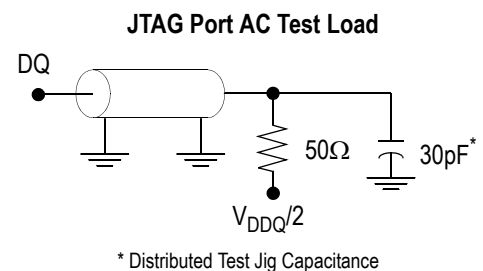 JTAG Port AC Test Load
DQ
50Ω
30pF*
VDDQ/2
* Distributed Test Jig Capacitance